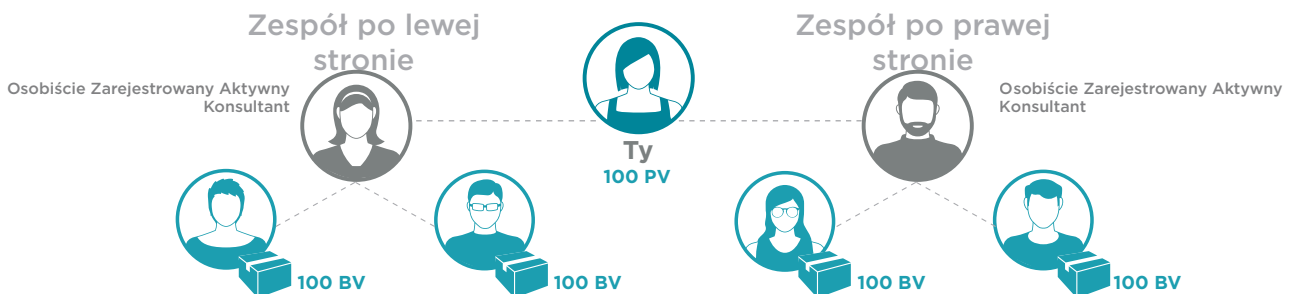 Zespół po lewej
stronie
Zespół po prawej
stronie
Osobiście Zarejestrowany Aktywny
Konsultant
Osobiście Zarejestrowany Aktywny
Konsultant
Ty
100 PV
100 BV
100 BV
100 BV
100 BV